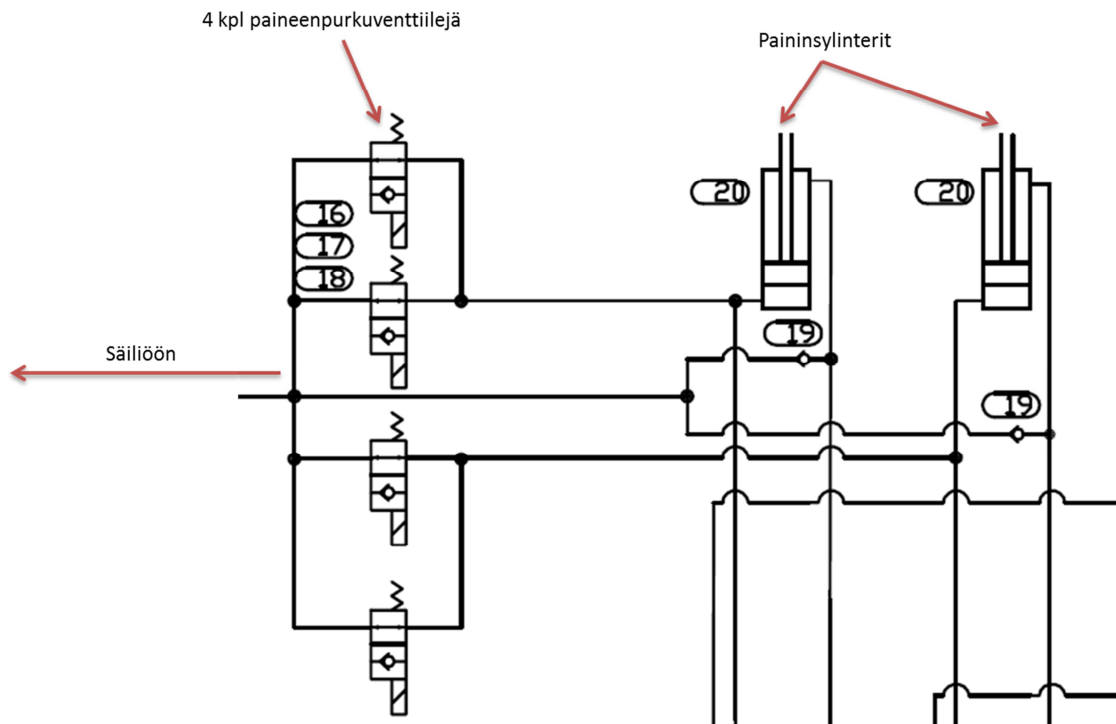 4 kpl paineenpurkuventtiilejä
Paininsylinterit
20
20
16
17
18
19
Säiliöön
19